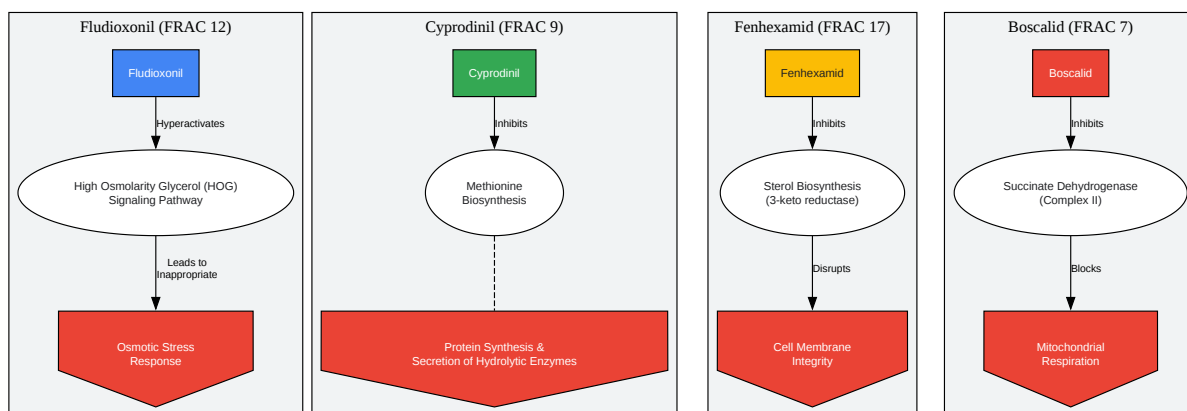 Fludioxonil (FRAC 12)
Fludioxonil
Hyperactivates
High Osmolarity Glycerol (HOG)
Signaling Pathway
Leads to
Inappropriate
Osmotic Stress
Response
Cyprodinil (FRAC 9)
Cyprodinil
Inhibits
Methionine
Biosynthesis
Protein Synthesis &
Secretion of Hydrolytic Enzymes
Fenhexamid (FRAC 17)
Fenhexamid
Inhibits
Sterol Biosynthesis
(3-keto reductase)
Disrupts
Cell Membrane
Integrity
Boscalid (FRAC 7)
Boscalid
Inhibits
Succinate Dehydrogenase
(Complex II)
Blocks
Mitochondrial
Respiration